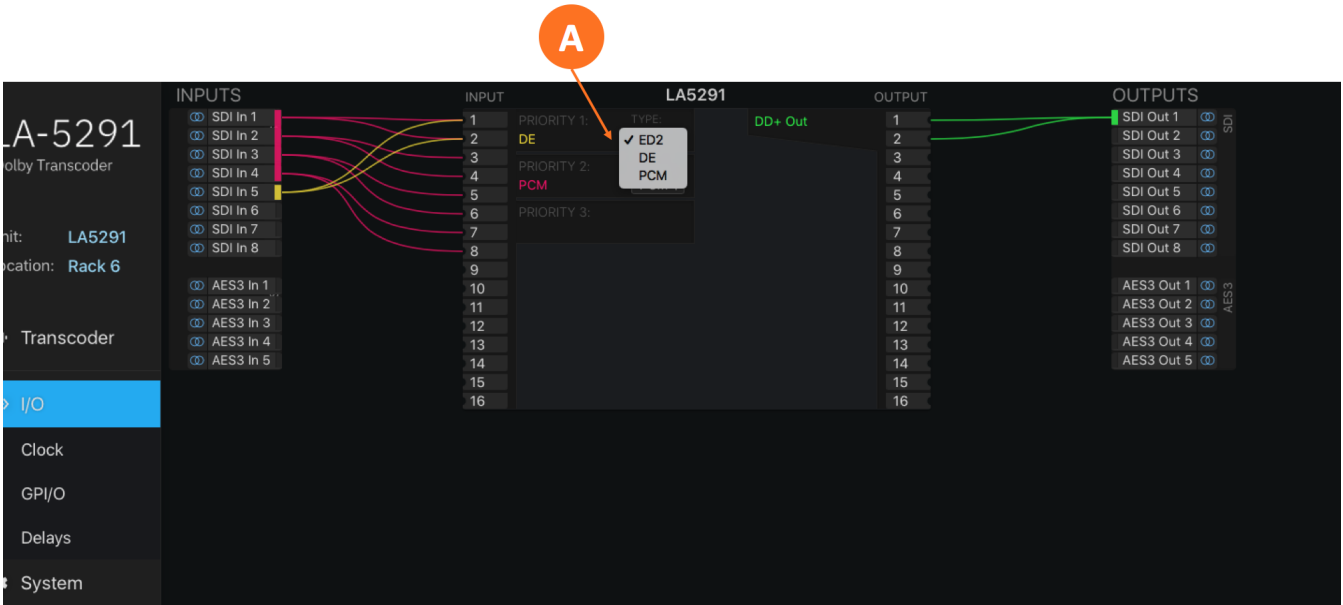 A
INPUTS
INPUT
LA5291
OUTPUT
OUTPUTS
A-5291
olby Transcoder
nit: LA5291
ocation: Rack 6
Transcoder
I/O
Clock
GPI/O
Delays
System
SDI In 1
SDI In 2
SDI In 3
SDI In 4
SDI In 5
SDI In 6
SDI In 7
SDI In 8
AES3 In 1
AES3 In 2
AES3 In 3
AES3 In 4
AES3 In 5
1
2
3
4
5
6
7
8
9
10
11
12
13
14
15
16
PRIORITY 1: TYPE:
DE
PRIORITY 2:
PCM
PRIORITY 3:
✓ ED2
DE
PCM
DD+ Out
1
2
3
4
5
6
7
8
9
10
11
12
13
14
15
16
SDI Out 1
SDI Out 2
SDI Out 3
SDI Out 4
SDI Out 5
SDI Out 6
SDI Out 7
SDI Out 8
SDI
AES3 Out 1
AES3 Out 2
AES3 Out 3
AES3 Out 4
AES3 Out 5
AES3